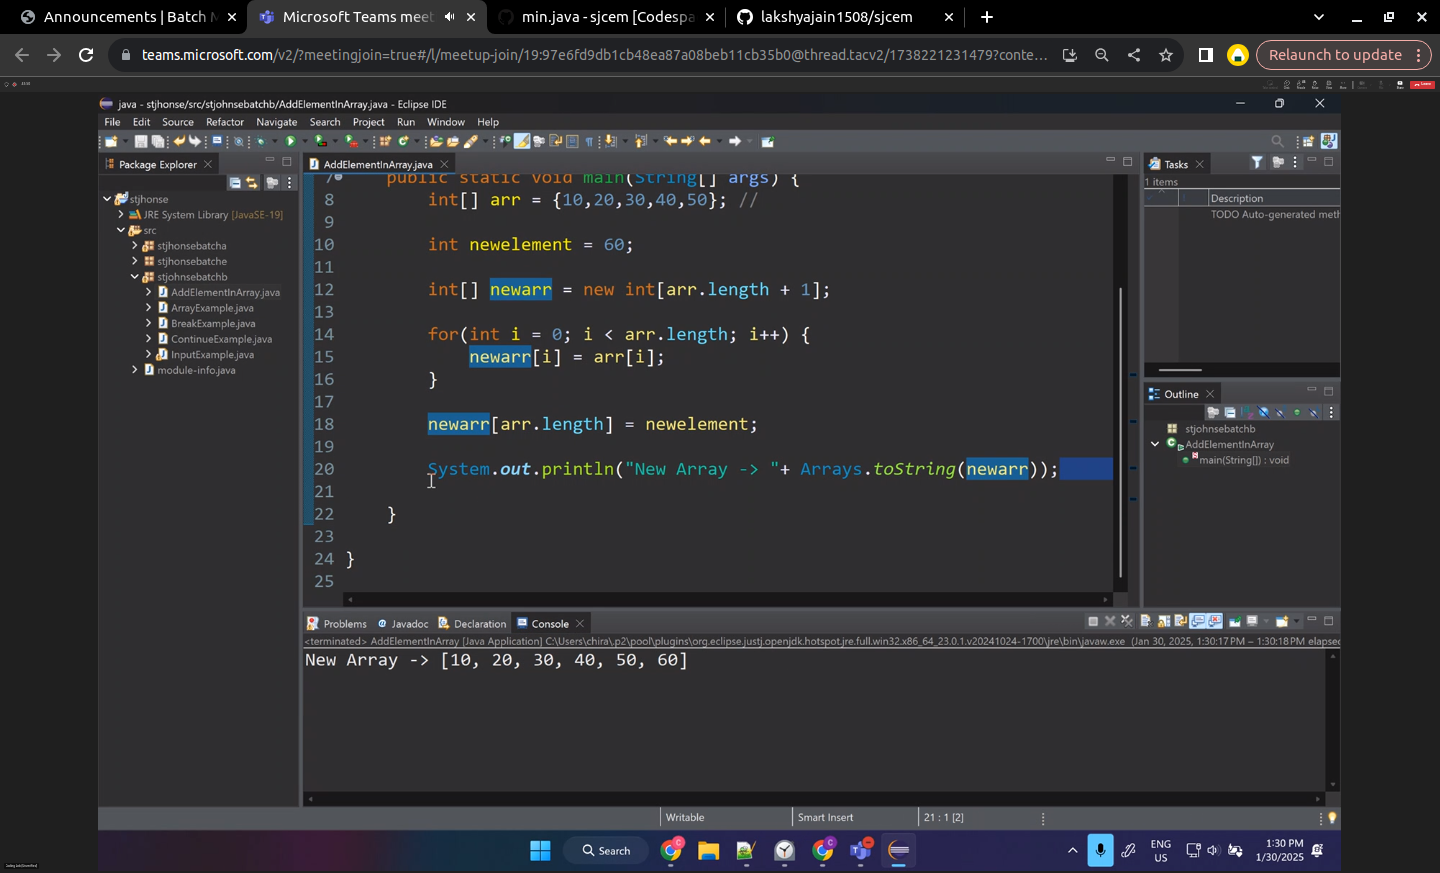 Announcements | Batch M
Microsoft Teams meet
min.java - sjcem [Codespa
lakshyajain1508/sjcem
teams.microsoft.com/v2/?meetingjoin=true#/l/meetup-join/19:97e6fd9db1cb48ea87a08beb11cb35b0@thread.tacv2/1738221231479?conte...
Relaunch to update
java - stjhonse/src/stjohnsebatchb/AddElementInArray.java - Eclipse IDE
File Edit Source Refactor Navigate Search Project Run Window Help
Package Explorer
stjhonse
JRE System Library [JavaSE-19]
src
stjhonsebatcha
stjhonsebatche
stjohnsebatchb
AddElementInArray.java
ArrayExample.java
BreakExample.java
ContinueExample.java
InputExample.java
module-info.java
AddElementInArray.java
7 public static void main(String[] args) {
8 int[] arr = {10,20,30,40,50}; //
9
10 int newelement = 60;
11
12 int[] newarr = new int[arr.length + 1];
13
14 for(int i = 0; i < arr.length; i++) {
15 newarr[i] = arr[i];
16 }
17
18 newarr[arr.length] = newelement;
19
20 System.out.println("New Array -> "+ Arrays.toString(newarr));
21
22 }
23
24 }
25
Tasks
1 items
Description
TODO Auto-generated meth
Outline
stjohnsebatchb
AddElementInArray
main(String[]) : void
Problems Javadoc Declaration Console
<terminated> AddElementInArray [Java Application] C:\Users\chira\.p2\pool\plugins\org.eclipse.justj.openjdk.hotspot.jre.full.win32.x86_64_23.0.1.v20241024-1700\jre\bin\javaw.exe (Jan 30, 2025, 1:30:17 PM – 1:30:18 PM elapsed
New Array -> [10, 20, 30, 40, 50, 60]
Writable
Smart Insert
21 : 1 [2]
Search
ENG
US
1:30 PM
1/30/2025